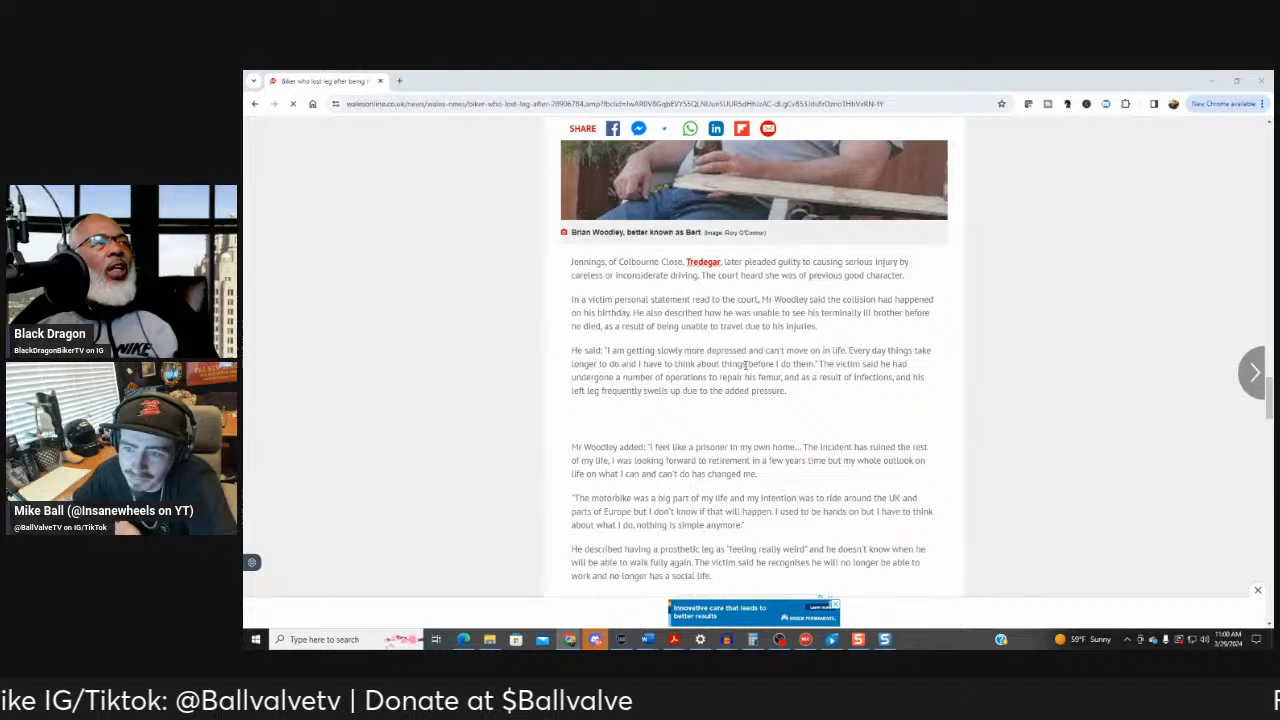 Biker who lost leg after being
New Chrome available
SHARE
Brian Woodley, better known as Bert (Image: Rory O'Connor)
Jennings, of Colbourne Close, Tredegar, later pleaded guilty to causing serious injury by
careless or inconsiderate driving. The court heard she was of previous good character.
In a victim personal statement read to the court, Mr Woodley said the collision had happened
on his birthday. He also described how he was unable to see his terminally ill brother before
he died, as a result of being unable to travel due to his injuries.
He said: "I am getting slowly more depressed and can't move on in life. Every day things take
longer to do and I have to think about things before I do them." The victim said he had
undergone a number of operations to repair his femur, and as a result of infections, and his
left leg frequently swells up due to the added pressure.
Mr Woodley added: "I feel like a prisoner in my own home... The incident has ruined the rest
of my life, I was looking forward to retirement in a few years time but my whole outlook on
life on what I can and can't do has changed me.
"The motorbike was a big part of my life and my intention was to ride around the UK and
parts of Europe but I don't know if that will happen. I used to be hands on but I have to think
about what I do, nothing is simple anymore."
He described having a prosthetic leg as "feeling really weird" and he doesn't know when he
will be able to walk fully again. The victim said he recognises he will no longer be able to
work and no longer has a social life.
Innovative care that leads to
better results
KAISER PERMANENTE
Type here to search
59°F Sunny
11:00 AM
3/29/2024
Black Dragon
BlackDragonBikerTV on IG
NIKE
Mike Ball (@Insanewheels on YT)
@BallValveTV on IG/TikTok
ike IG/Tiktok: @Ballvalvetv | Donate at $Ballvalve